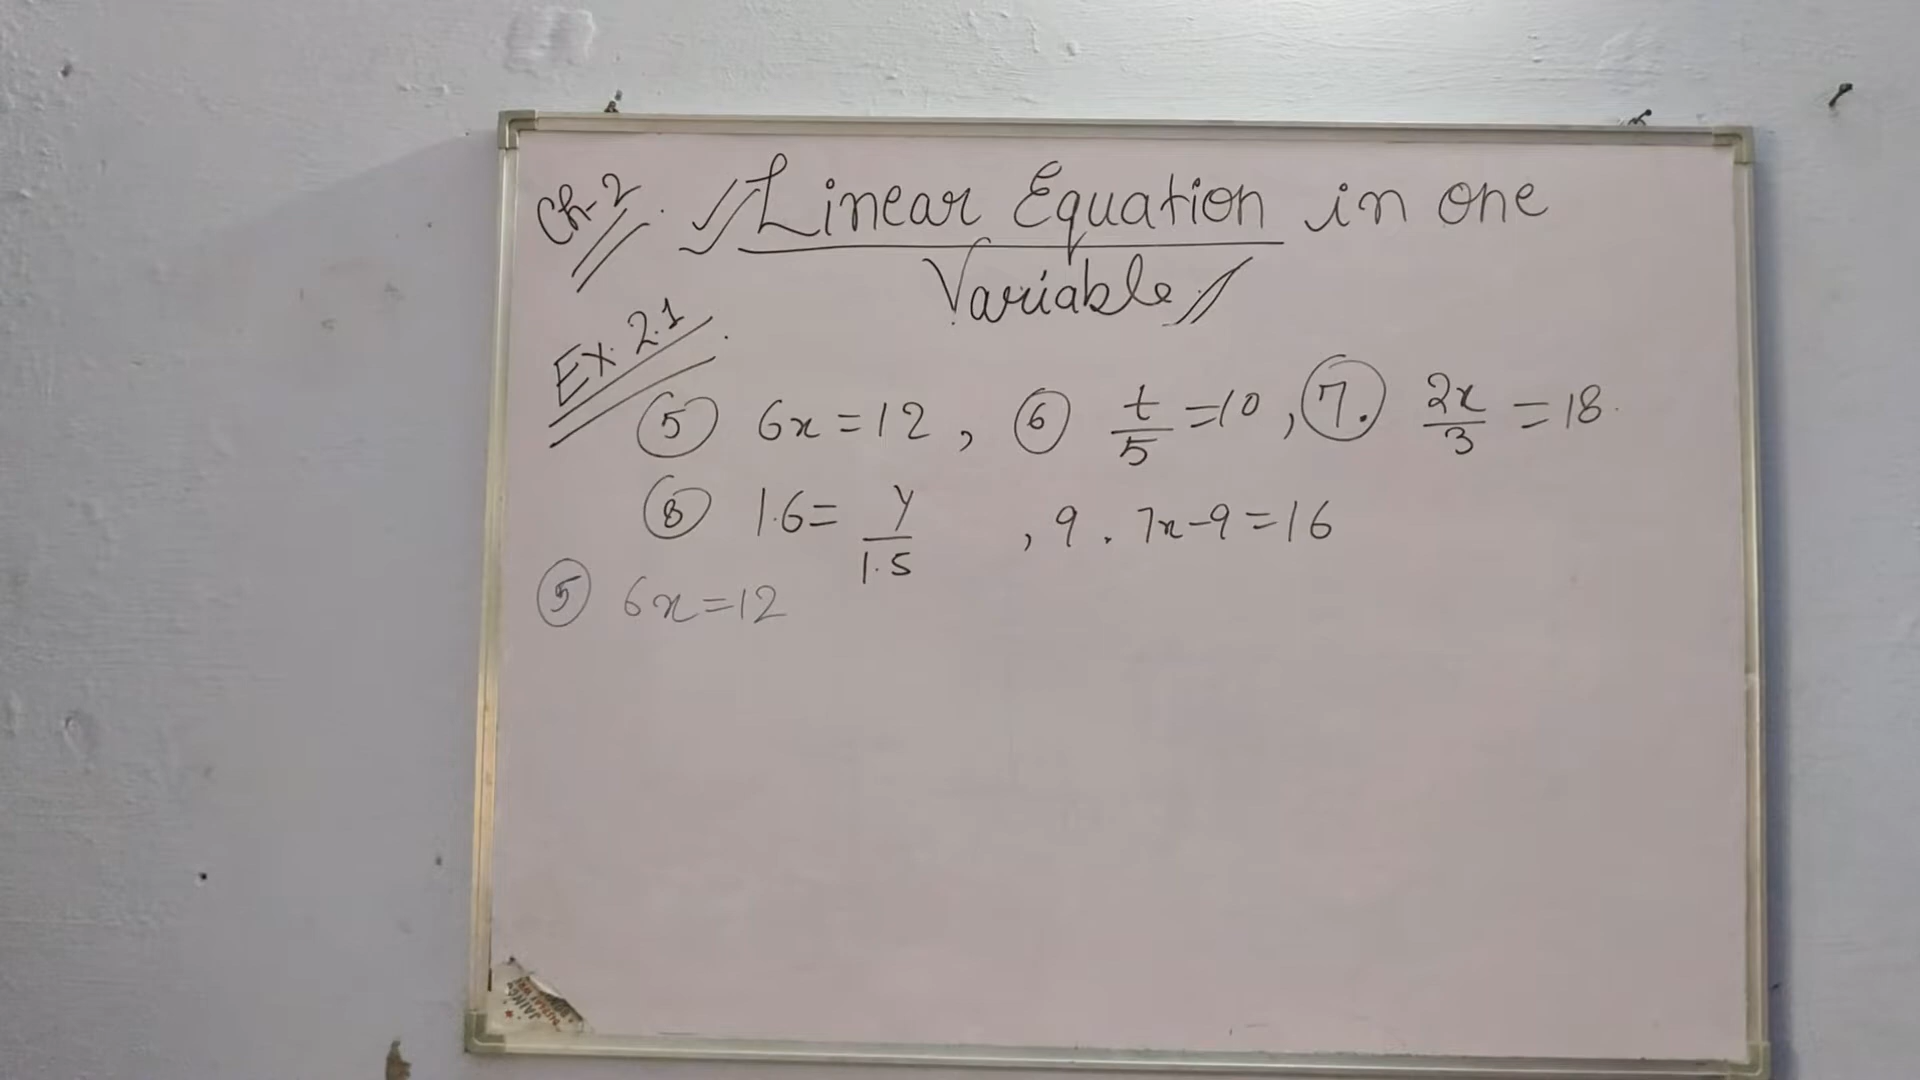 Ch-2. Linear Equation in one
Variable
Ex. 2.1
5 6x = 12, 6 t/5 = 10, 7. 2x/3 = 18.
8 1.6 = y/1.5, 9. 7x-9=16
5 6x=12
JAIN